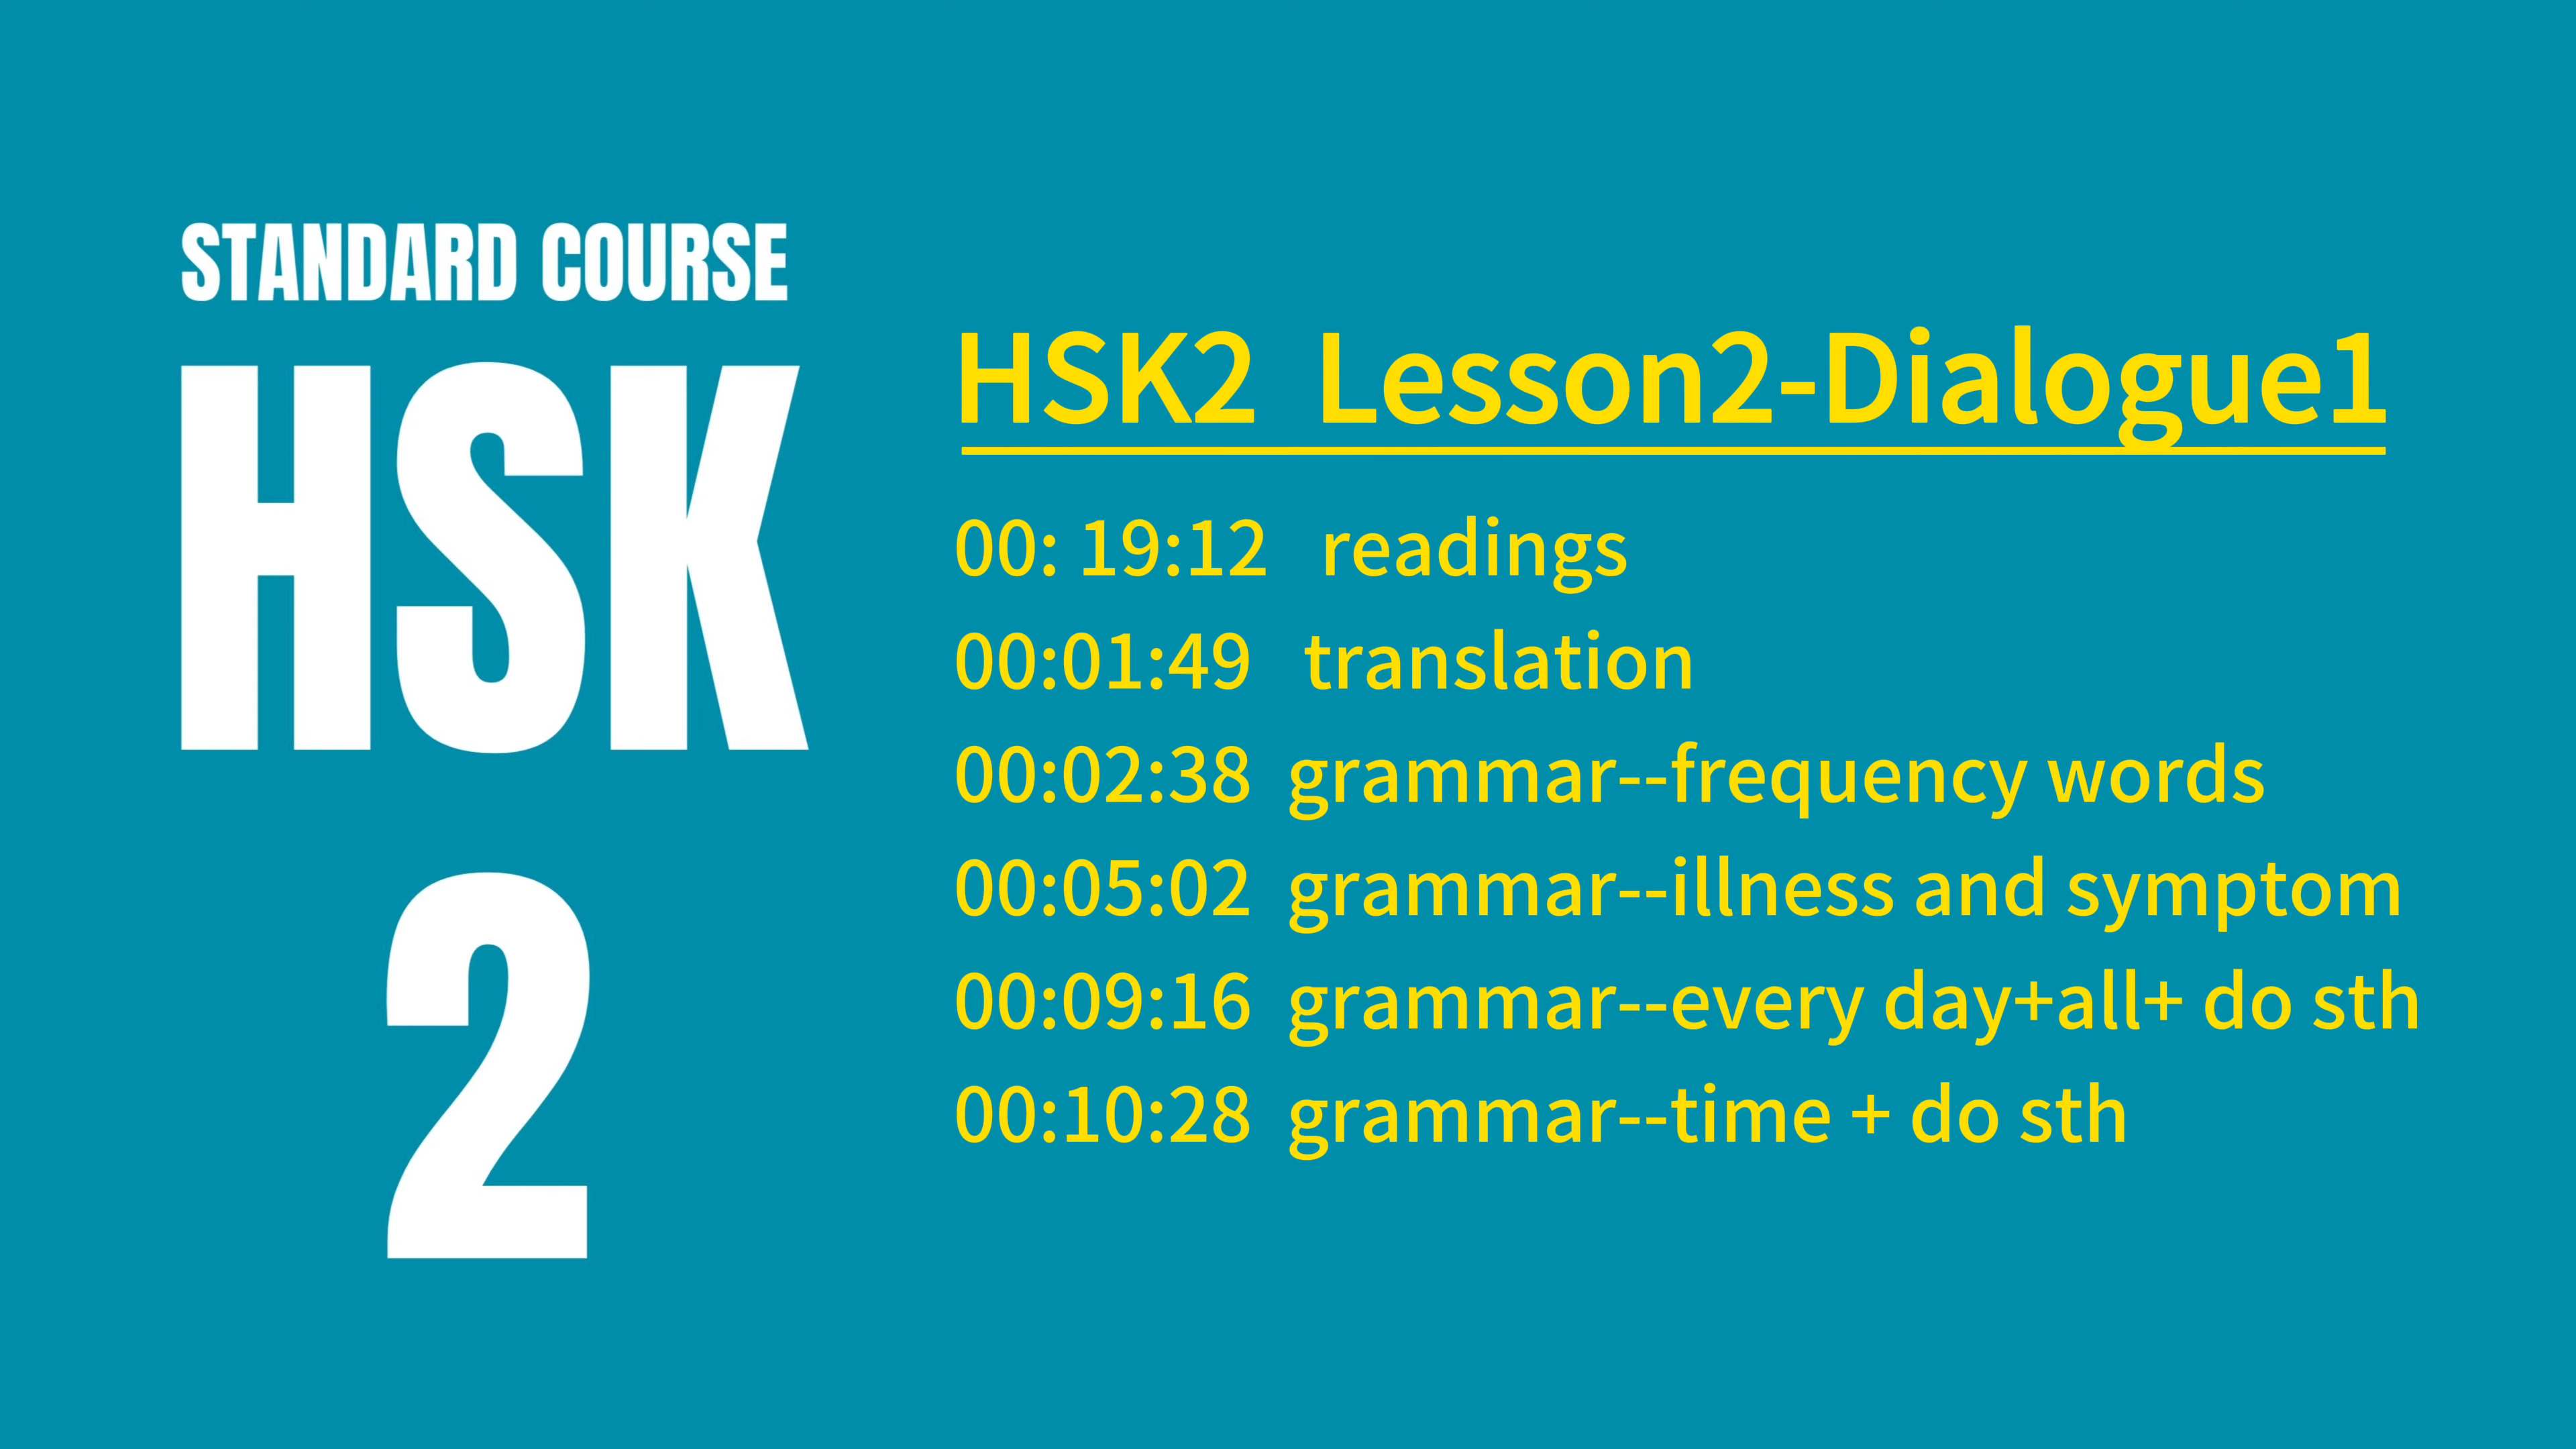 STANDARD COURSE
HSK
2
HSK2 Lesson2-Dialogue1
00: 19:12 readings
00:01:49 translation
00:02:38 grammar--frequency words
00:05:02 grammar--illness and symptom
00:09:16 grammar--every day+all+ do sth
00:10:28 grammar--time + do sth